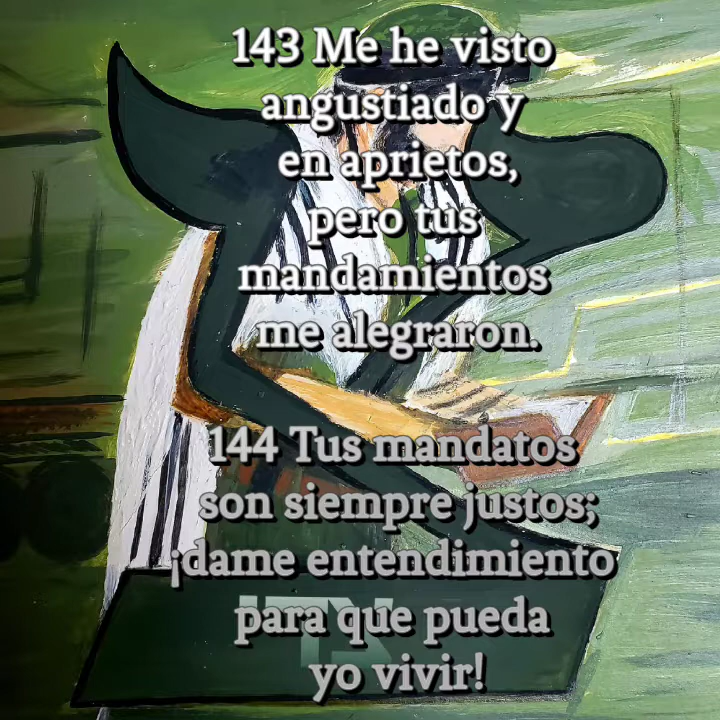 143 Me he visto
angustiado y
en aprietos,
pero tus
mandamientos
me alegraron.
144 Tus mandatos
son siempre justos;
¡dame entendimiento
para que pueda
yo vivir!